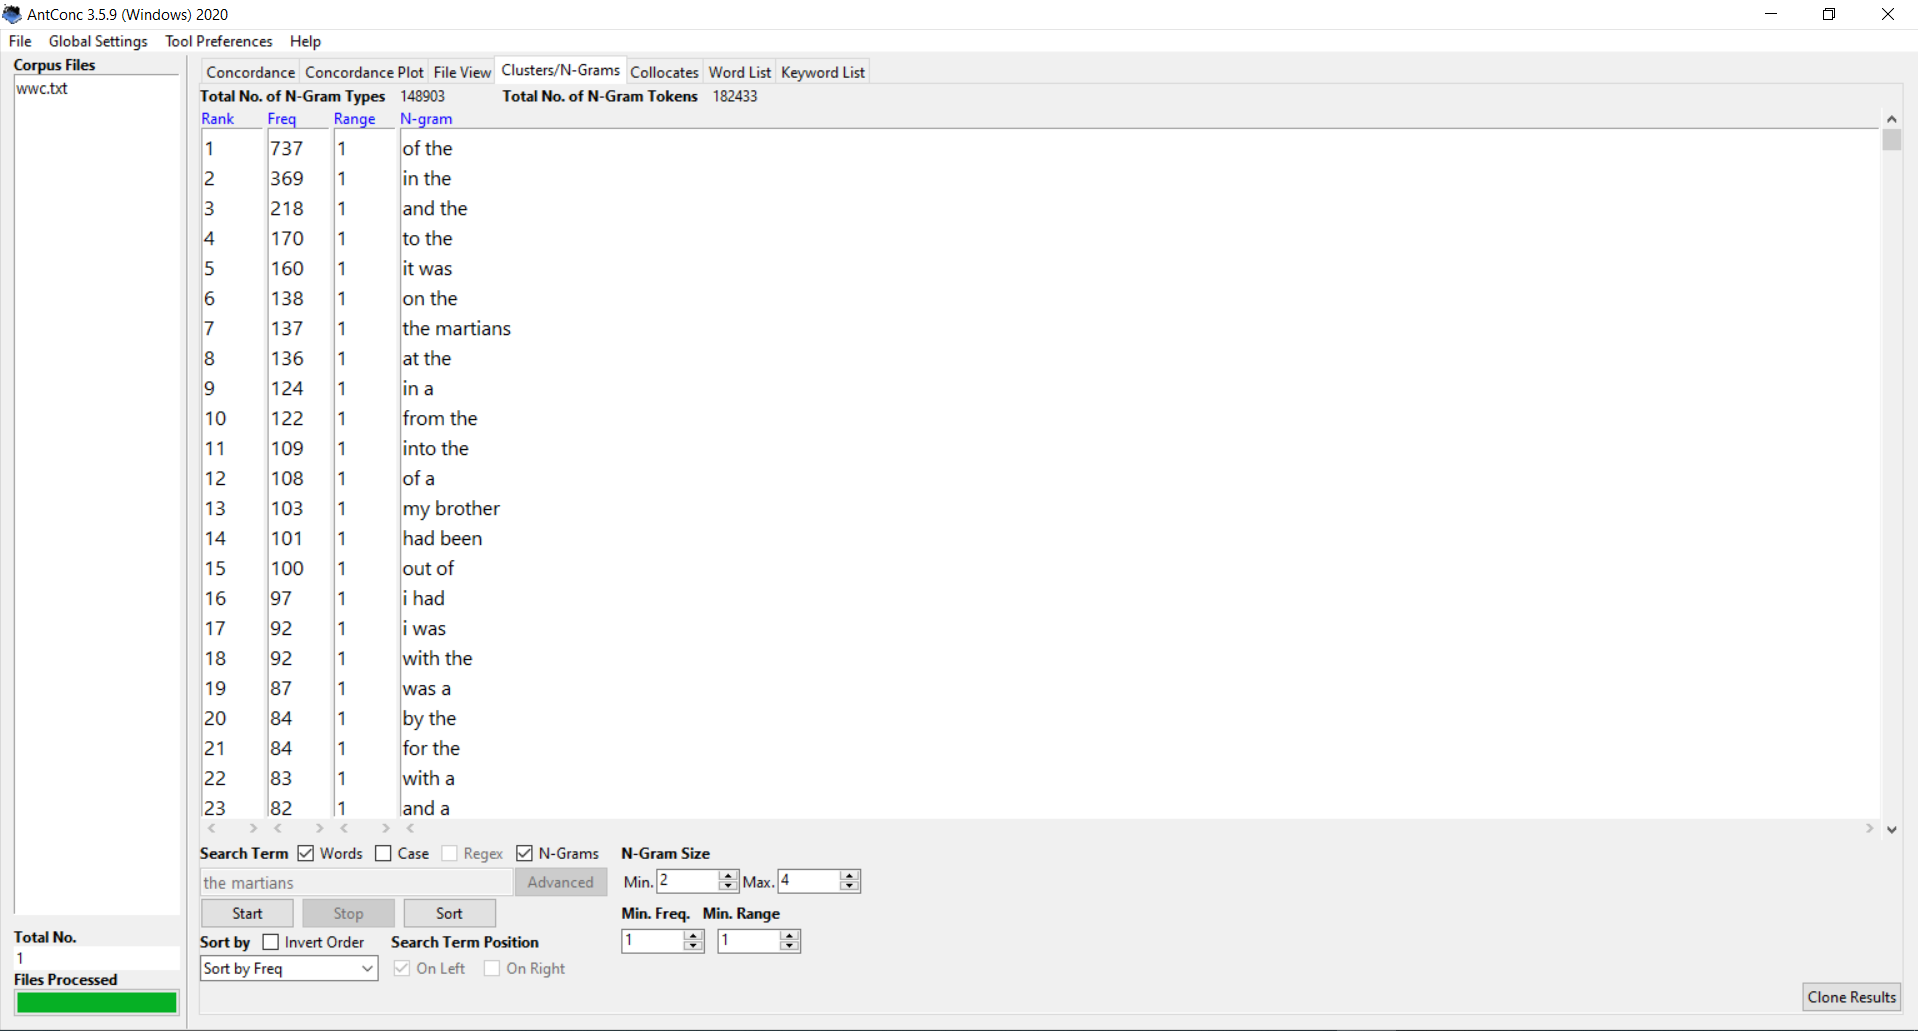 AntConc 3.5.9 (Windows) 2020
File Global Settings Tool Preferences Help
Corpus Files
wwc.txt
Concordance Concordance Plot File View Clusters/N-Grams Collocates Word List Keyword List
Total No. of N-Gram Types 148903 Total No. of N-Gram Tokens 182433
Rank Freq Range N-gram
1 737 1 of the
2 369 1 in the
3 218 1 and the
4 170 1 to the
5 160 1 it was
6 138 1 on the
7 137 1 the martians
8 136 1 at the
9 124 1 in a
10 122 1 from the
11 109 1 into the
12 108 1 of a
13 103 1 my brother
14 101 1 had been
15 100 1 out of
16 97 1 i had
17 92 1 i was
18 92 1 with the
19 87 1 was a
20 84 1 by the
21 84 1 for the
22 83 1 with a
23 82 1 and a
Search Term Words Case Regex N-Grams N-Gram Size
the martians Advanced Min. 2 Max. 4
Start Stop Sort Min. Freq. Min. Range
Sort by Invert Order Search Term Position 1 1
Sort by Freq On Left On Right
Total No.
1
Files Processed
Clone Results